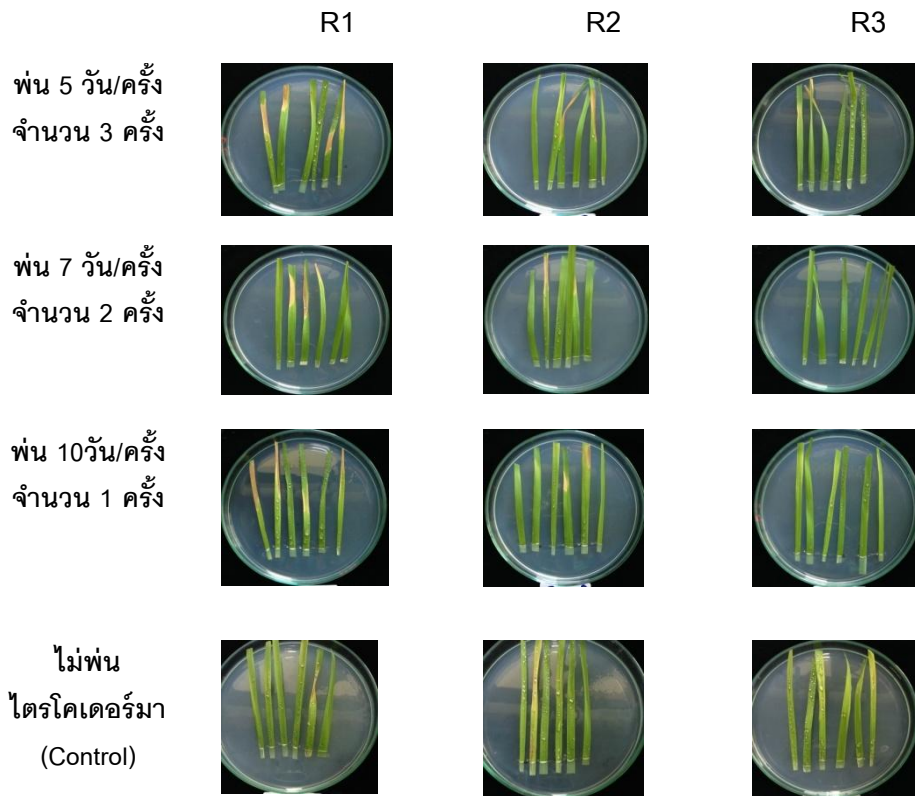 R1 R2 R3
พ่น 5 วัน/ครั้ง
จำนวน 3 ครั้ง
พ่น 7 วัน/ครั้ง
จำนวน 2 ครั้ง
พ่น 10วัน/ครั้ง
จำนวน 1 ครั้ง
ไม่พ่น
ไตรโคเดอร์มา
(Control)